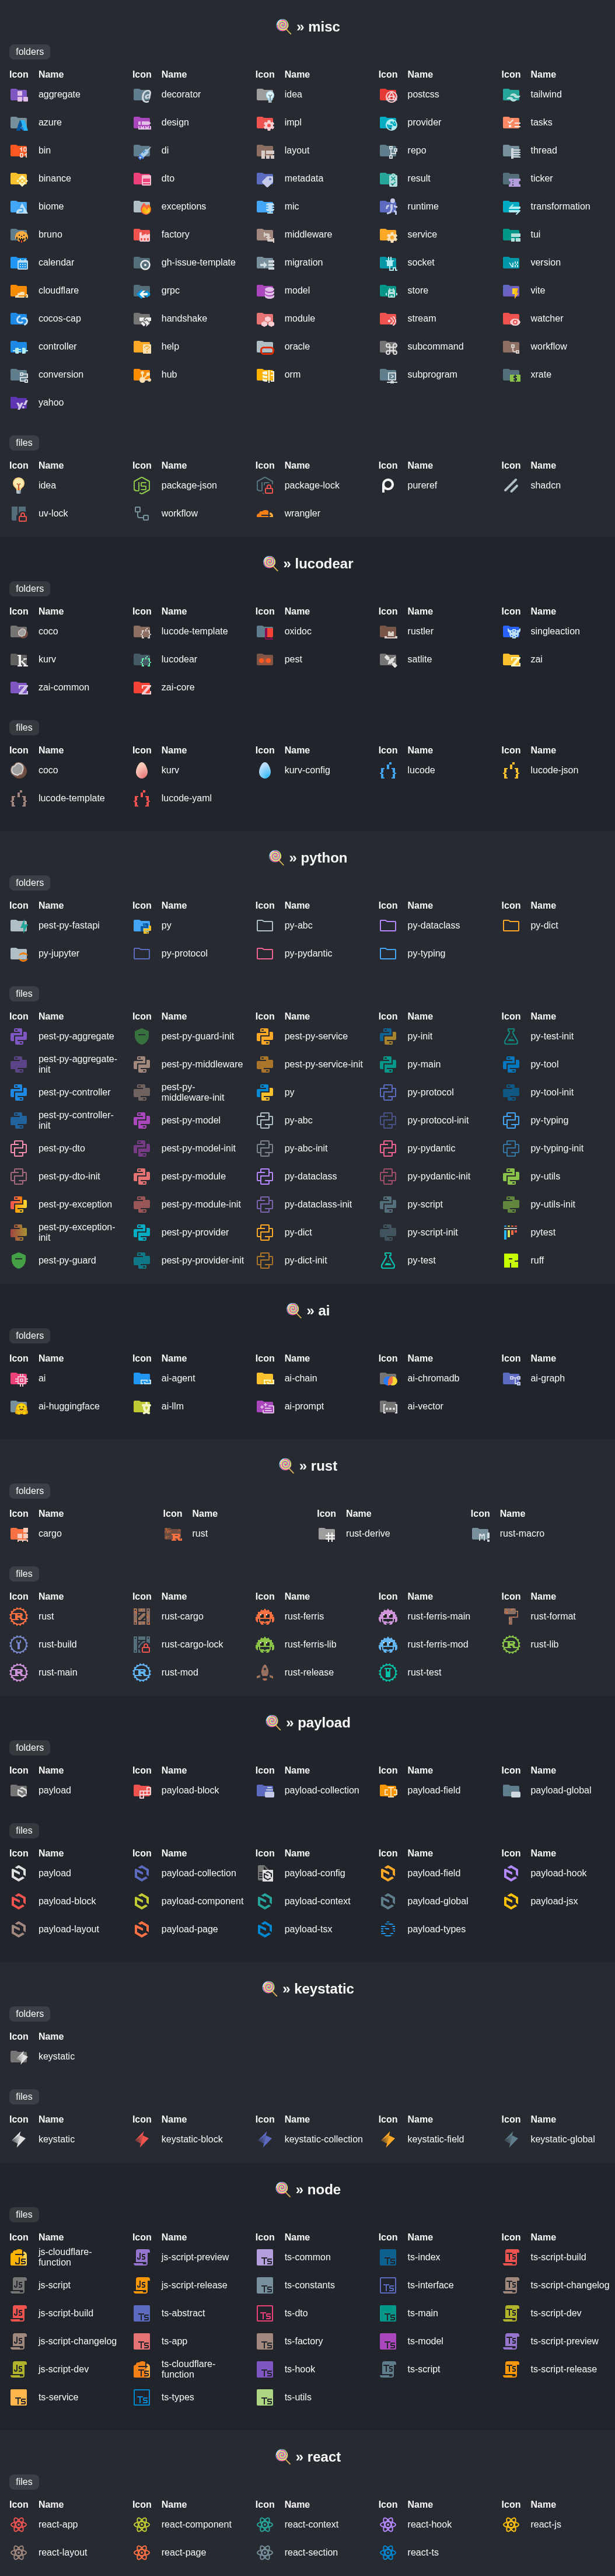 » misc
folders
Icon Name Icon Name Icon Name Icon Name Icon Name
aggregate decorator idea postcss tailwind
azure design impl provider tasks
bin di layout repo thread
binance dto metadata result ticker
biome exceptions mic runtime transformation
bruno factory middleware service tui
calendar gh-issue-template migration socket version
cloudflare grpc model store vite
cocos-cap handshake module stream watcher
controller help oracle subcommand workflow
conversion hub orm subprogram xrate
yahoo
files
Icon Name Icon Name Icon Name Icon Name Icon Name
idea package-json package-lock pureref shadcn
uv-lock workflow wrangler
» lucodear
folders
Icon Name Icon Name Icon Name Icon Name Icon Name
coco lucode-template oxidoc rustler singleaction
kurv lucodear pest satlite zai
zai-common zai-core
files
Icon Name Icon Name Icon Name Icon Name Icon Name
coco kurv kurv-config lucode lucode-json
lucode-template lucode-yaml
» python
folders
Icon Name Icon Name Icon Name Icon Name Icon Name
pest-py-fastapi py py-abc py-dataclass py-dict
py-jupyter py-protocol py-pydantic py-typing
files
Icon Name Icon Name Icon Name Icon Name Icon Name
pest-py-aggregate pest-py-guard-init pest-py-service py-init py-test-init
pest-py-aggregate-init pest-py-middleware pest-py-service-init py-main py-tool
pest-py-controller pest-py-middleware-init py py-protocol py-tool-init
pest-py-controller-init pest-py-model py-abc py-protocol-init py-typing
pest-py-dto pest-py-model-init py-abc-init py-pydantic py-typing-init
pest-py-dto-init pest-py-module py-dataclass py-pydantic-init py-utils
pest-py-exception pest-py-module-init py-dataclass-init py-script py-utils-init
pest-py-exception-init pest-py-provider py-dict py-script-init pytest
pest-py-guard pest-py-provider-init py-dict-init py-test ruff
» ai
folders
Icon Name Icon Name Icon Name Icon Name Icon Name
ai ai-agent ai-chain ai-chromadb ai-graph
ai-huggingface ai-llm ai-prompt ai-vector
» rust
folders
Icon Name Icon Name Icon Name Icon Name
cargo rust rust-derive rust-macro
files
Icon Name Icon Name Icon Name Icon Name Icon Name
rust rust-cargo rust-ferris rust-ferris-main rust-format
rust-build rust-cargo-lock rust-ferris-lib rust-ferris-mod rust-lib
rust-main rust-mod rust-release rust-test
» payload
folders
Icon Name Icon Name Icon Name Icon Name Icon Name
payload payload-block payload-collection payload-field payload-global
files
Icon Name Icon Name Icon Name Icon Name Icon Name
payload payload-collection payload-config payload-field payload-hook
payload-block payload-component payload-context payload-global payload-jsx
payload-layout payload-page payload-tsx payload-types
» keystatic
folders
Icon Name
keystatic
files
Icon Name Icon Name Icon Name Icon Name Icon Name
keystatic keystatic-block keystatic-collection keystatic-field keystatic-global
» node
files
Icon Name Icon Name Icon Name Icon Name Icon Name
js-cloudflare-function js-script-preview ts-common ts-index ts-script-build
js-script js-script-release ts-constants ts-interface ts-script-changelog
js-script-build ts-abstract ts-dto ts-main ts-script-dev
js-script-changelog ts-app ts-factory ts-model ts-script-preview
js-script-dev ts-cloudflare-function ts-hook ts-script ts-script-release
ts-service ts-types ts-utils
» react
files
Icon Name Icon Name Icon Name Icon Name Icon Name
react-app react-component react-context react-hook react-js
react-layout react-page react-section react-ts